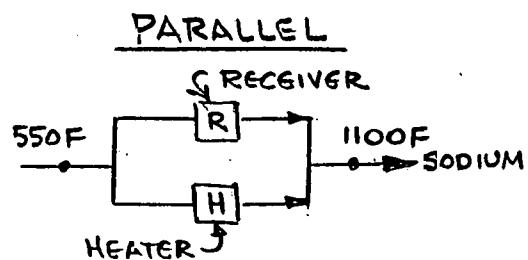 PARALLEL
RECEIVER
R
550F
1100F
SODIUM
H
HEATER